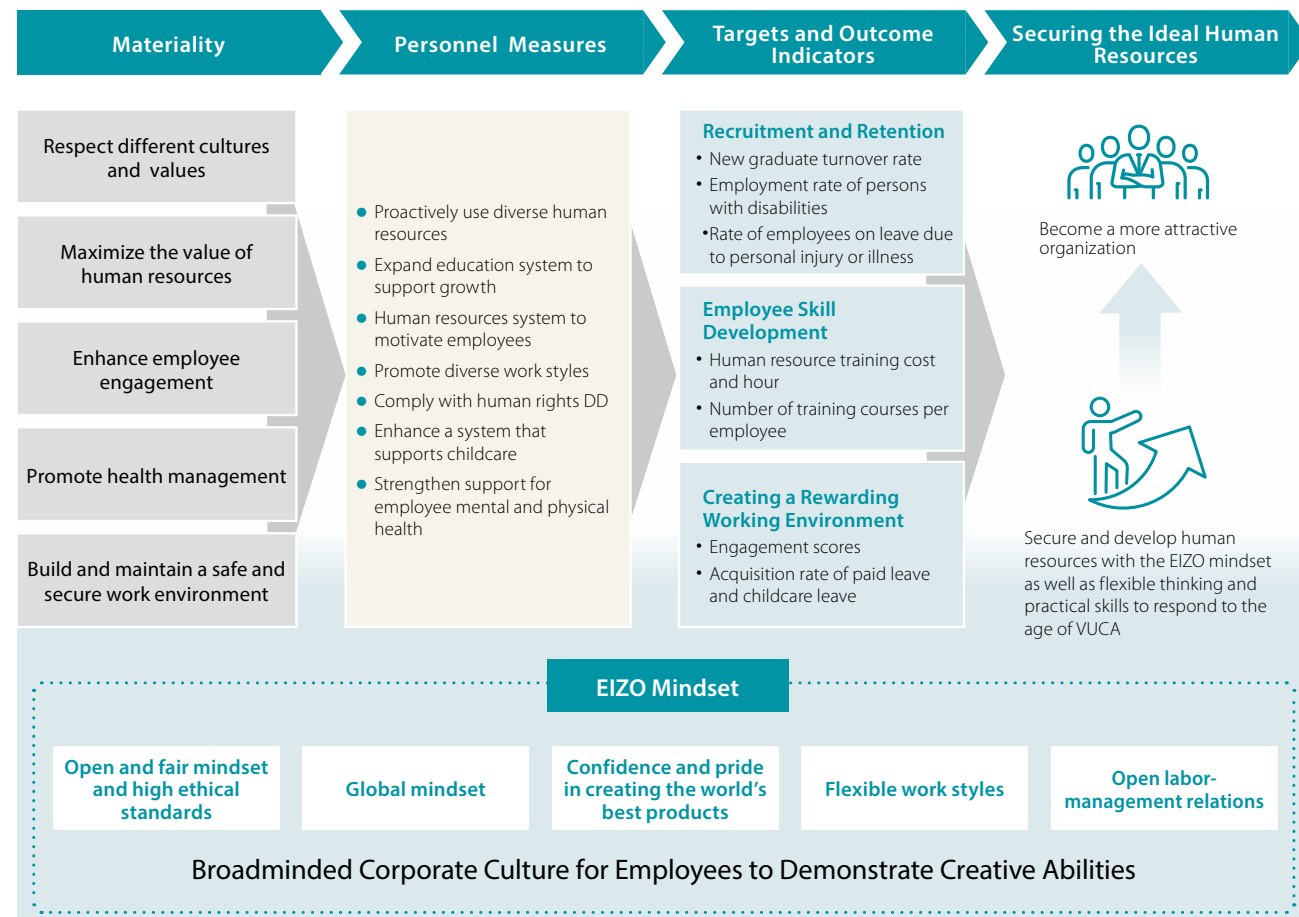 Materiality
Personnel Measures
Targets and Outcome
Indicators
Securing the Ideal Human
Resources
Respect different cultures
and values
Maximize the value of
human resources
Enhance employee
engagement
Promote health management
Build and maintain a safe and
secure work environment
● Proactively use diverse human
resources
● Expand education system to
support growth
● Human resources system to
motivate employees
● Promote diverse work styles
● Comply with human rights DD
● Enhance a system that
supports childcare
● Strengthen support for
employee mental and physical
health
Recruitment and Retention
• New graduate turnover rate
• Employment rate of persons
with disabilities
•Rate of employees on leave due
to personal injury or illness
Employee Skill
Development
• Human resource training cost
and hour
• Number of training courses per
employee
Creating a Rewarding
Working Environment
• Engagement scores
• Acquisition rate of paid leave
and childcare leave
Become a more attractive
organization
Secure and develop human
resources with the EIZO mindset
as well as flexible thinking and
practical skills to respond to the
age of VUCA
EIZO Mindset
Open and fair mindset
and high ethical
standards
Global mindset
Confidence and pride
in creating the world's
best products
Flexible work styles
Open labor-
management relations
Broadminded Corporate Culture for Employees to Demonstrate Creative Abilities